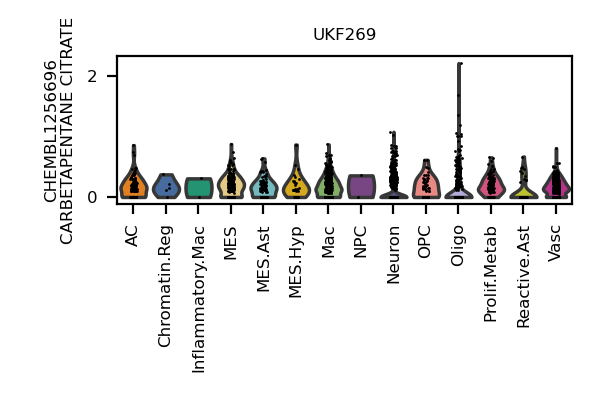 UKF269
CHEMBL1256696
CARBETAPENTANE CITRATE
2
0
AC
Chromatin.Reg
Inflammatory.Mac
MES
MES.Ast
MES.Hyp
Mac
NPC
Neuron
OPC
Oligo
Prolif.Metab
Reactive.Ast
Vasc